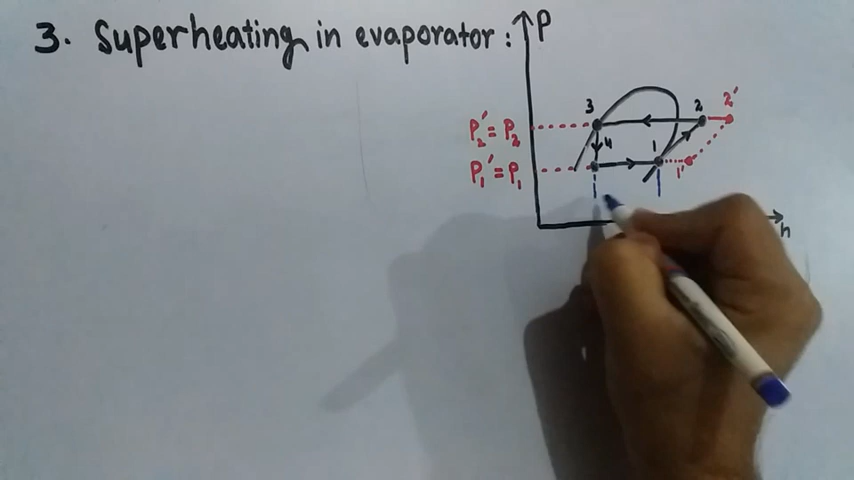 3. Superheating in evaporator :
P
3
2
2'
P₂' = P₂
4
1
P₁' = P₁
1'
h